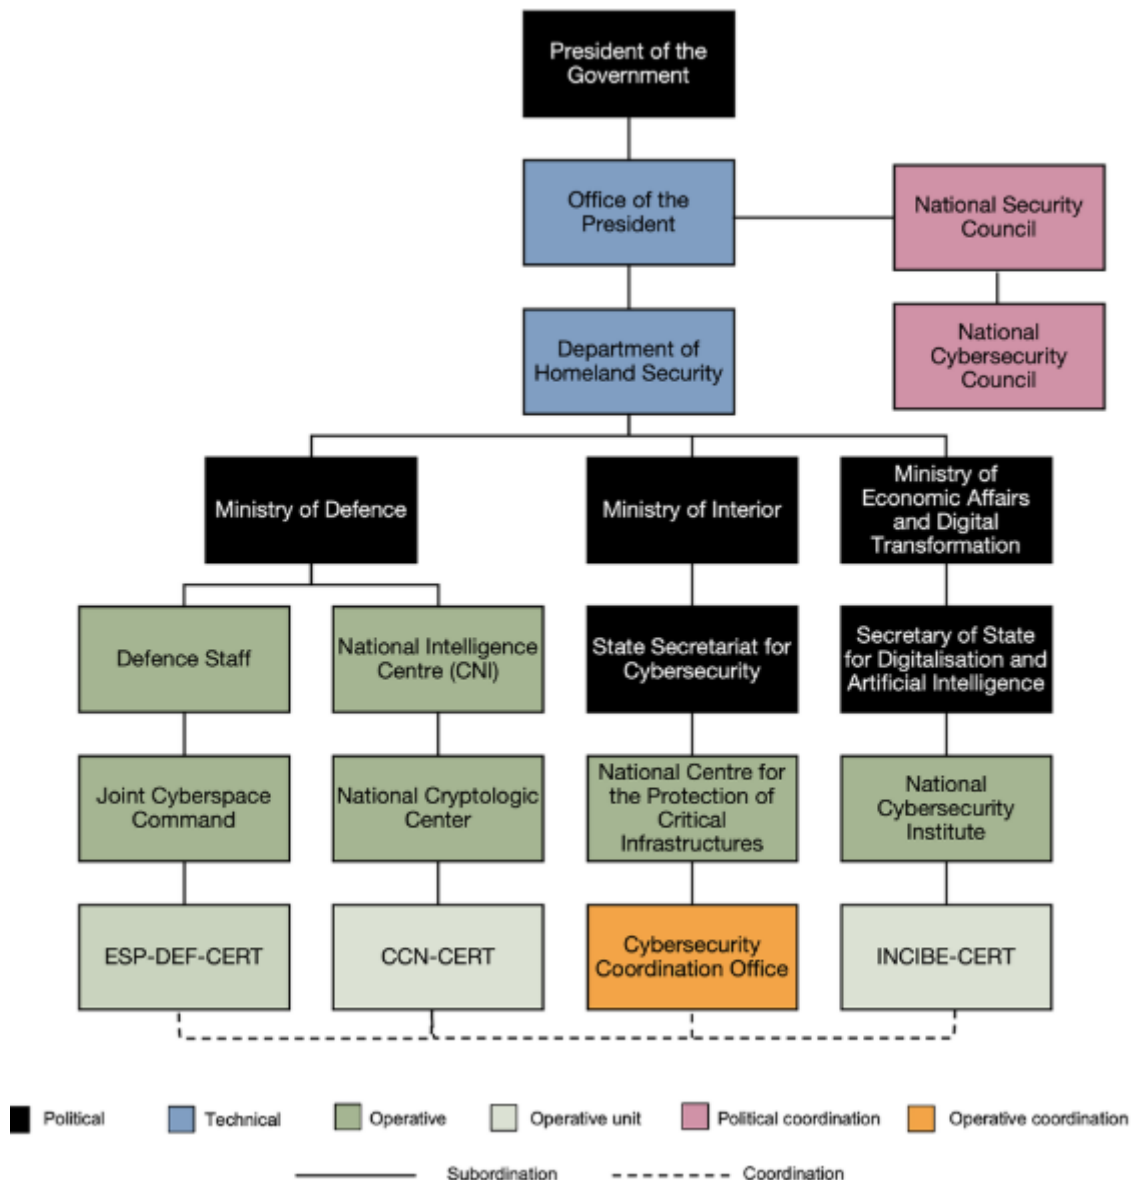 President of the
Government
Office of the
President
National Security
Council
Department of
Homeland Security
National
Cybersecurity
Council
Ministry of Defence
Ministry of Interior
Ministry of
Economic Affairs
and Digital
Transformation
Defence Staff
National Intelligence
Centre (CNI)
State Secretariat for
Cybersecurity
Secretary of State
for Digitalisation and
Artificial Intelligence
Joint Cyberspace
Command
National Cryptologic
Center
National Centre for
the Protection of
Critical
Infrastructures
National
Cybersecurity
Institute
ESP-DEF-CERT
CCN-CERT
Cybersecurity
Coordination Office
INCIBE-CERT
Political
Technical
Operative
Operative unit
Political coordination
Operative coordination
Subordination
Coordination